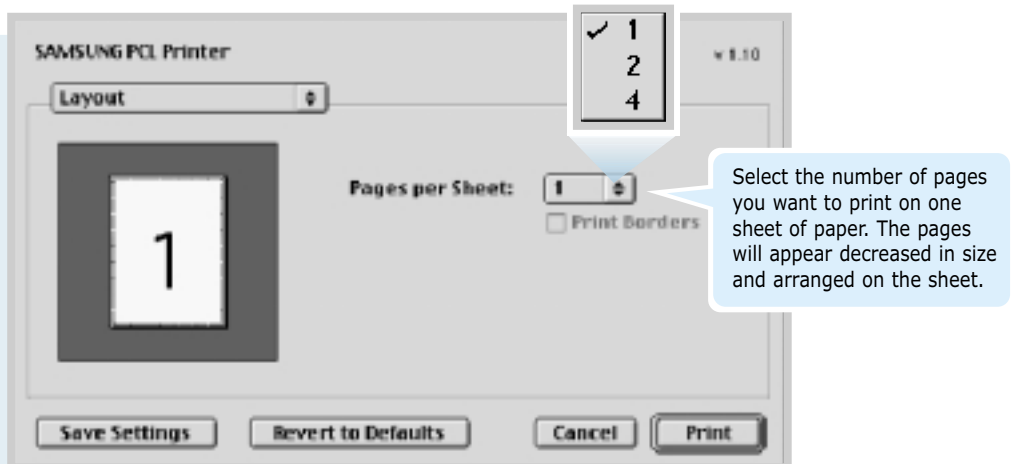 1
2
4
SAMSUNG PCL Printer
v 1.10
Layout
1
Pages per Sheet:
1
Print Borders
Select the number of pages
you want to print on one
sheet of paper. The pages
will appear decreased in size
and arranged on the sheet.
Save Settings
Revert to Defaults
Cancel
Print